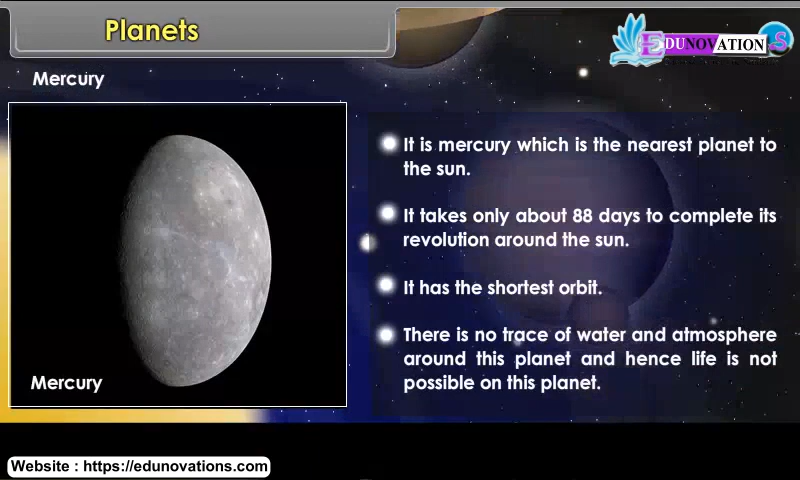 Planets
EDUNOVATIONS
Mercury
It is mercury which is the nearest planet to
the sun.
It takes only about 88 days to complete its
revolution around the sun.
It has the shortest orbit.
There is no trace of water and atmosphere
around this planet and hence life is not
possible on this planet.
Mercury
Website : https://edunovations.com